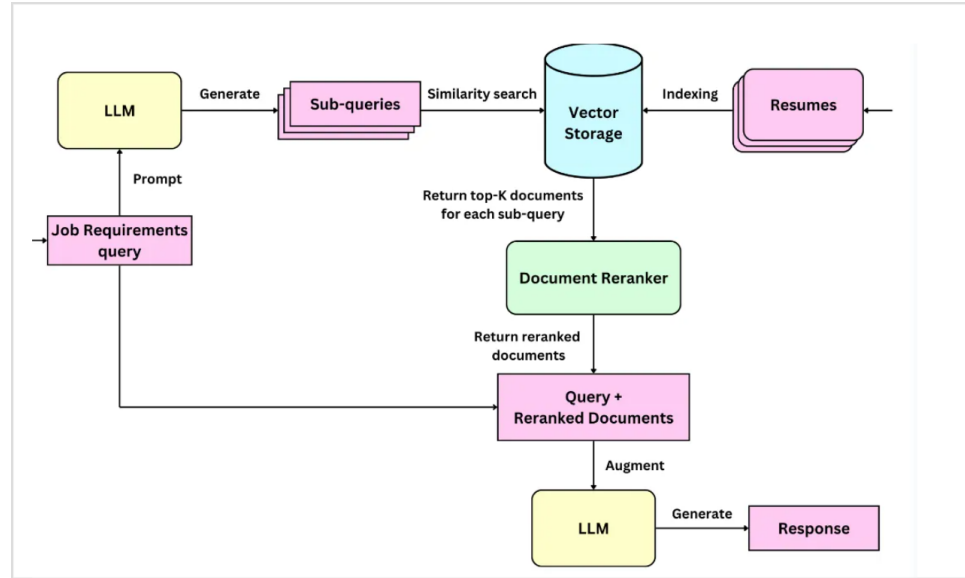 LLM
Generate
Sub-queries
Similarity search
Vector
Storage
Indexing
Resumes
Prompt
Job Requirements
query
Return top-K documents
for each sub-query
Document Reranker
Return reranked
documents
Query +
Reranked Documents
Augment
LLM
Generate
Response